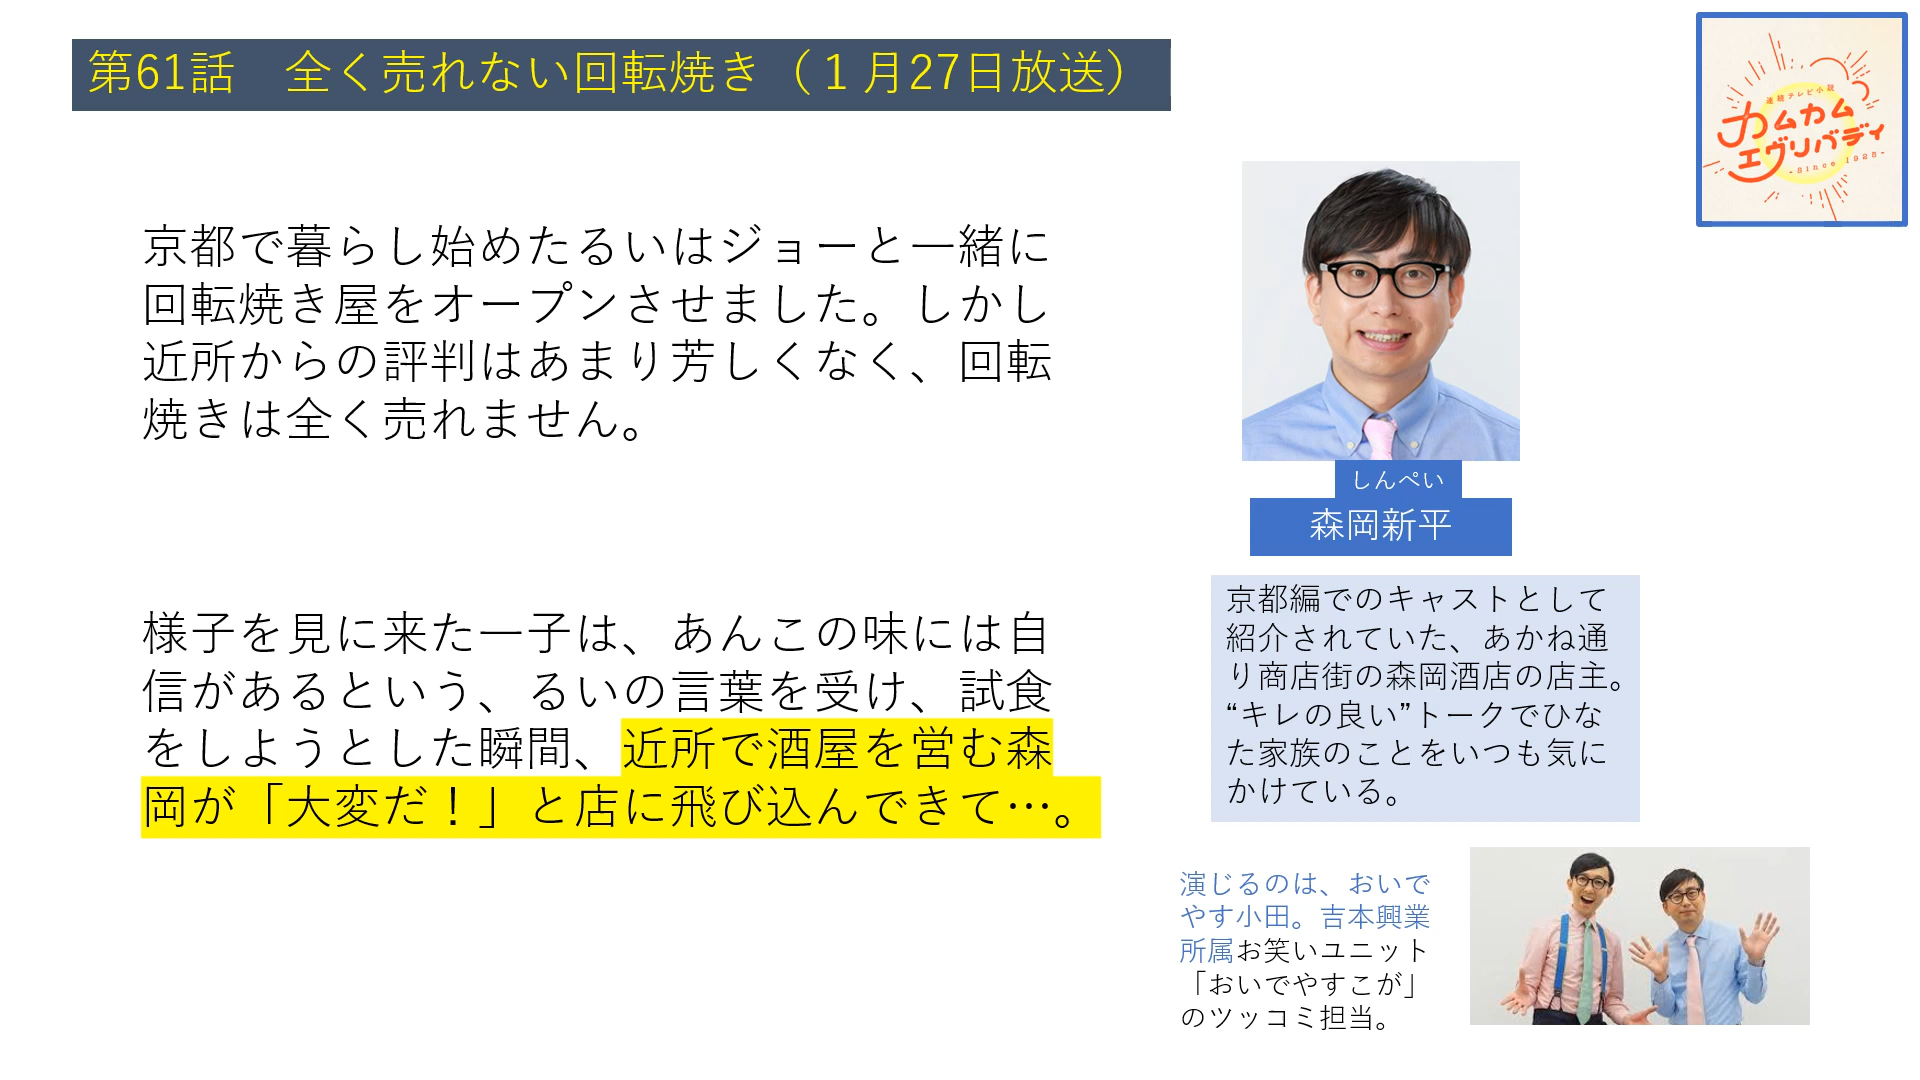 第61話　全く売れない回転焼き（１月27日放送）
連続テレビ小説
カムカム
エヴリバディ
-Since 1925-
京都で暮らし始めたるいはジョーと一緒に
回転焼き屋をオープンさせました。しかし
近所からの評判はあまり芳しくなく、回転
焼きは全く売れません。
様子を見に来た一子は、あんこの味には自
信があるという、るいの言葉を受け、試食
をしようとした瞬間、近所で酒屋を営む森
岡が「大変だ！」と店に飛び込んできて…。
しんぺい
森岡新平
京都編でのキャストとして
紹介されていた、あかね通
り商店街の森岡酒店の店主。
“キレの良い”トークでひな
た家族のことをいつも気に
かけている。
演じるのは、おいで
やす小田。吉本興業
所属お笑いユニット
「おいでやすこが」
のツッコミ担当。